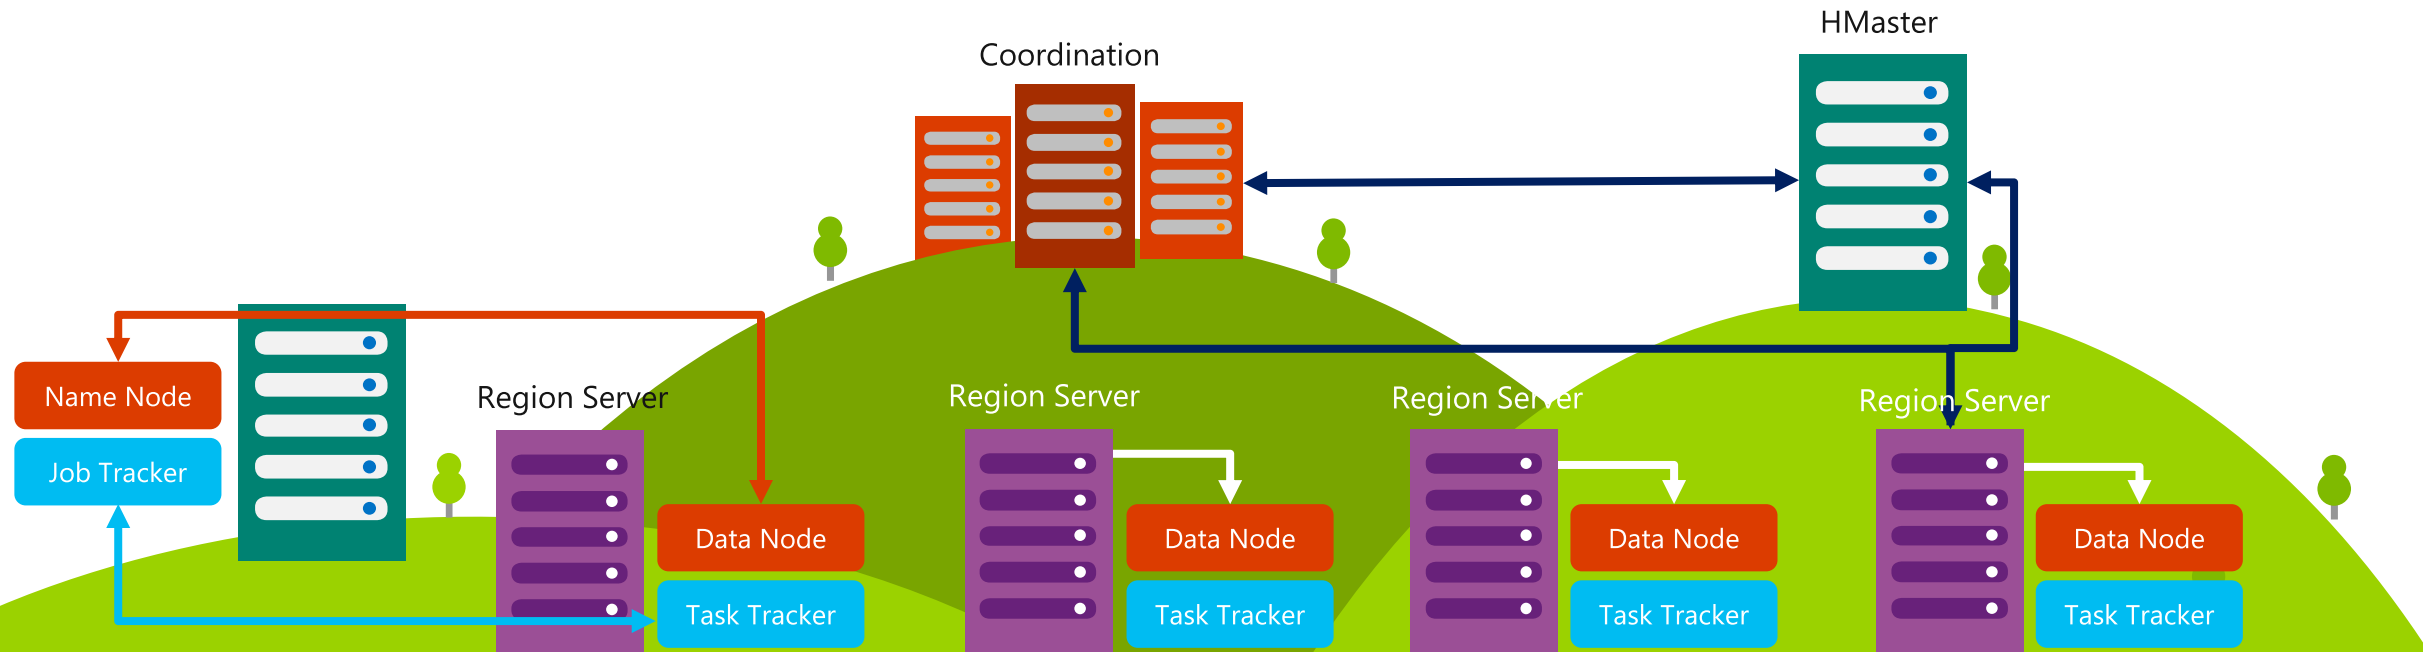 HMaster
Coordination
Name Node
Job Tracker
Region Server
Region Server
Region Server
Region Server
Data Node
Data Node
Data Node
Data Node
Task Tracker
Task Tracker
Task Tracker
Task Tracker